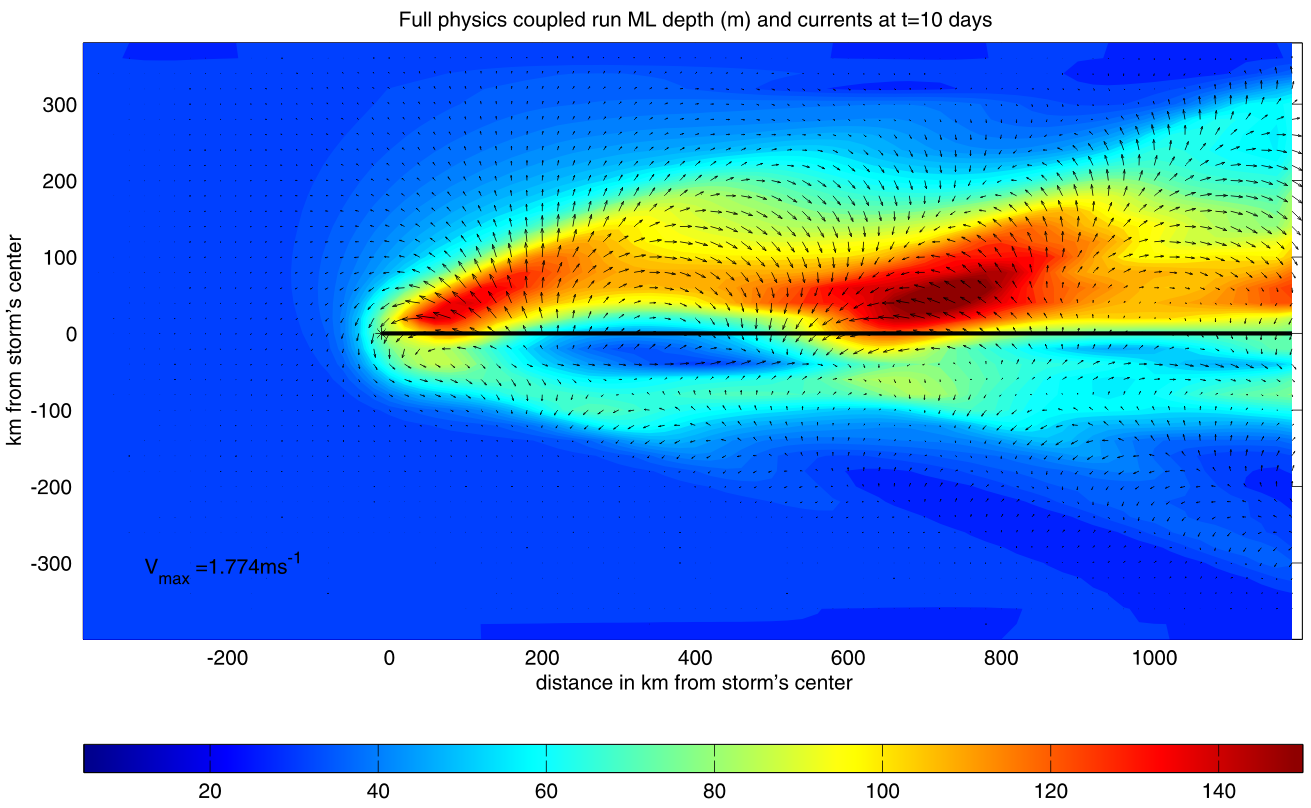 Full physics coupled run ML depth (m) and currents at t=10 days
300
200
100
0
-100
-200
-300
km from storm's center
V_max =1.774ms^-1
-200 0 200 400 600 800 1000
distance in km from storm's center
20 40 60 80 100 120 140